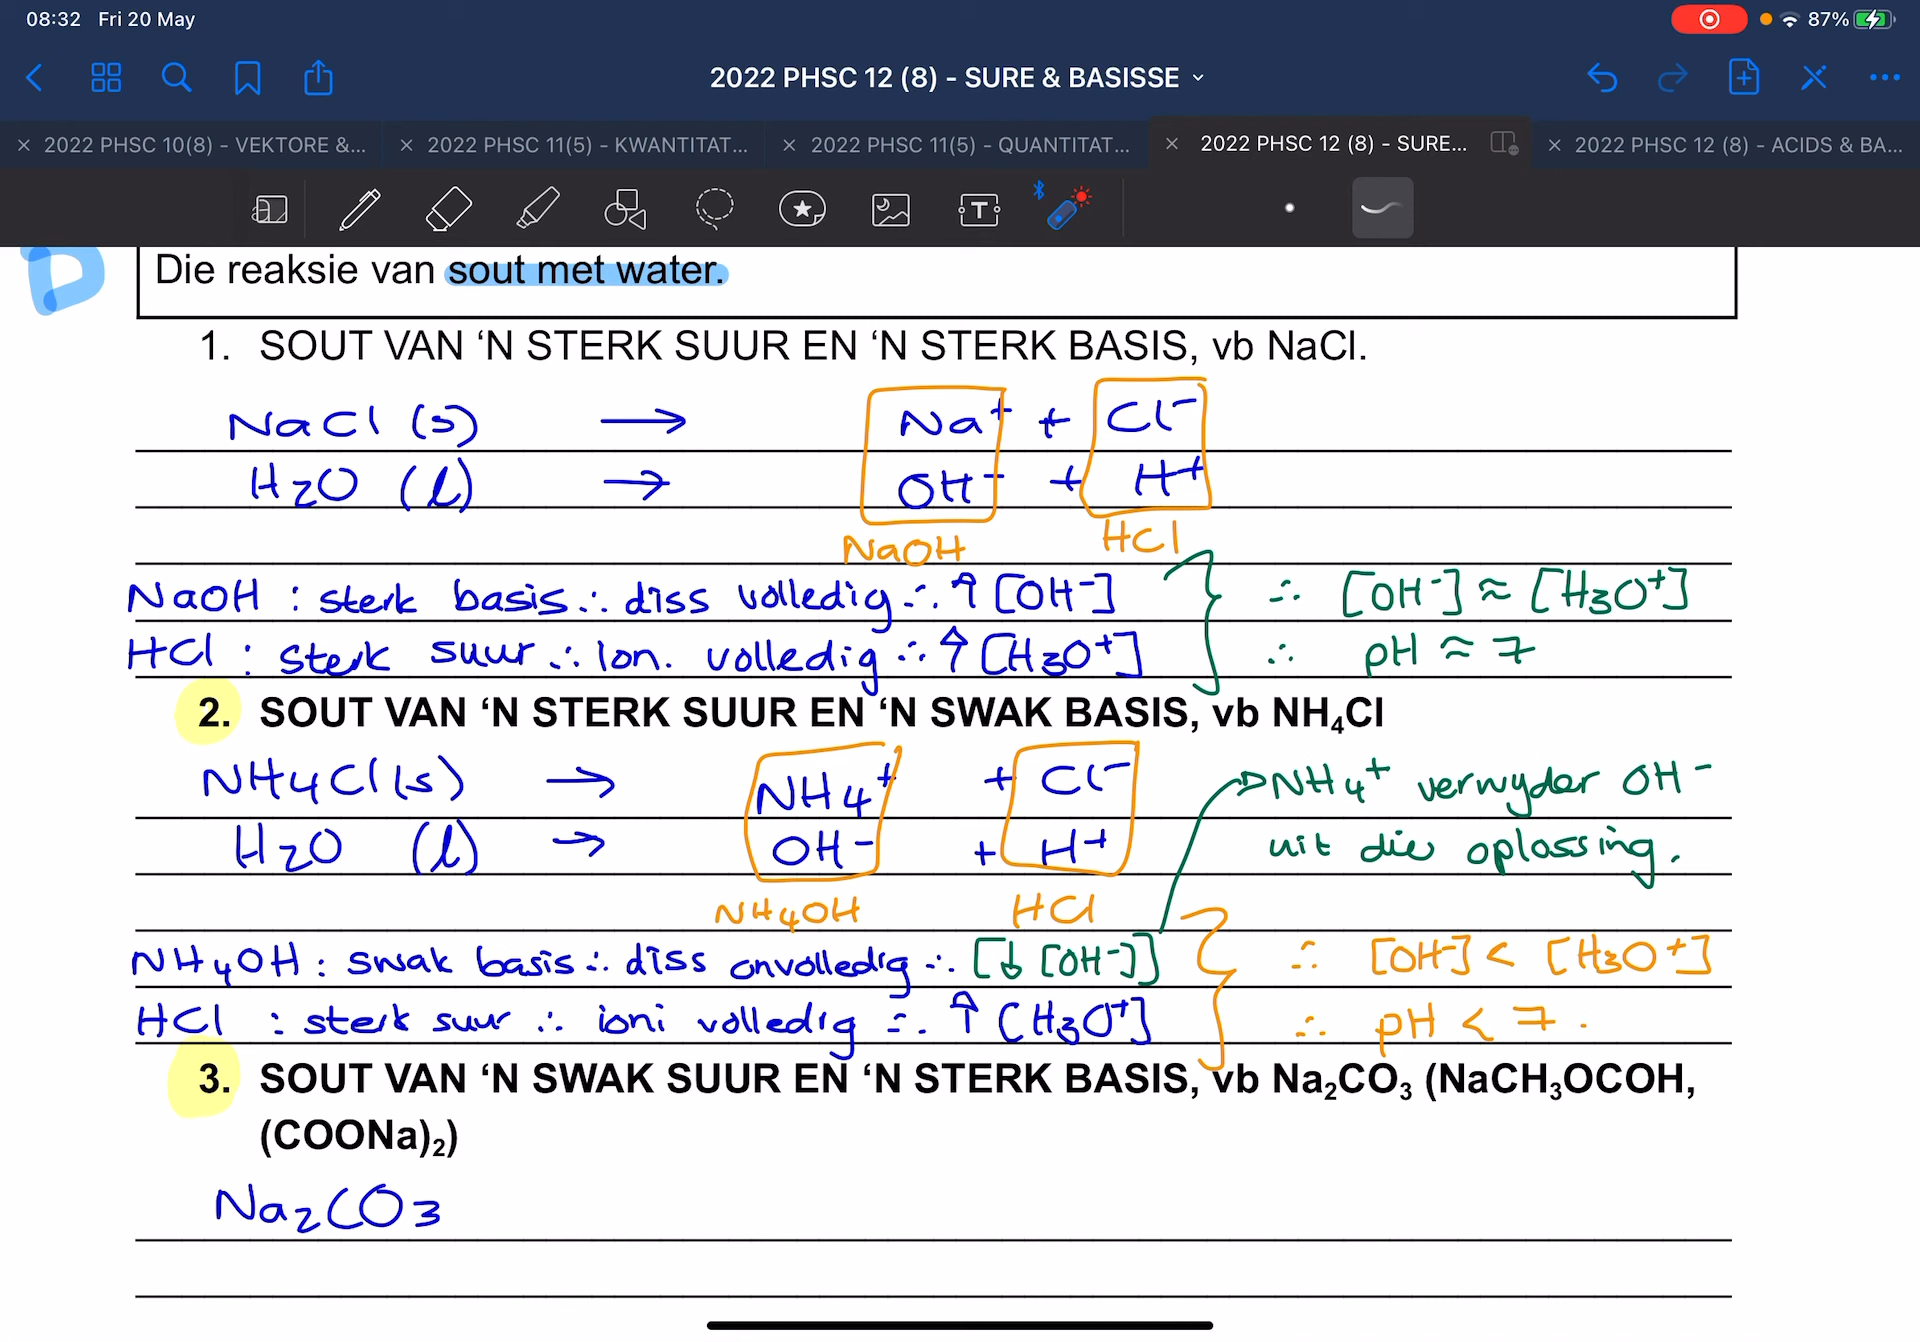 08:32 Fri 20 May 87%
2022 PHSC 12 (8) - SURE & BASISSE
2022 PHSC 10(8) - VEKTORE &... 2022 PHSC 11(5) - KWANTITAT... 2022 PHSC 11(5) - QUANTITAT... 2022 PHSC 12 (8) - SURE... 2022 PHSC 12 (8) - ACIDS & BA...
T
Die reaksie van sout met water.
1. SOUT VAN ‘N STERK SUUR EN ‘N STERK BASIS, vb NaCl.
NaCl (s) → Na⁺ + Cl⁻
H₂O (l) → OH⁻ + H⁺
NaOH HCl
NaOH : sterk basis ∴ diss volledig ∴ ↑ [OH⁻] ∴ [OH⁻] ≈ [H₃O⁺]
HCl : sterk suur ∴ ion. volledig ∴ ↑ [H₃O⁺] ∴ pH ≈ 7
2. SOUT VAN ‘N STERK SUUR EN ‘N SWAK BASIS, vb NH₄Cl
NH₄Cl (s) → NH₄⁺ + Cl⁻ NH₄⁺ verwyder OH⁻
H₂O (l) → OH⁻ + H⁺ uit die oplossing.
NH₄OH HCl
NH₄OH : swak basis ∴ diss onvolledig ∴ [↓ [OH⁻]] ∴ [OH⁻] < [H₃O⁺]
HCl : sterk suur ∴ ioni volledig ∴ ↑ [H₃O⁺] ∴ pH < 7.
3. SOUT VAN ‘N SWAK SUUR EN ‘N STERK BASIS, vb Na₂CO₃ (NaCH₃OCOH,
(COONa)₂)
Na₂CO₃